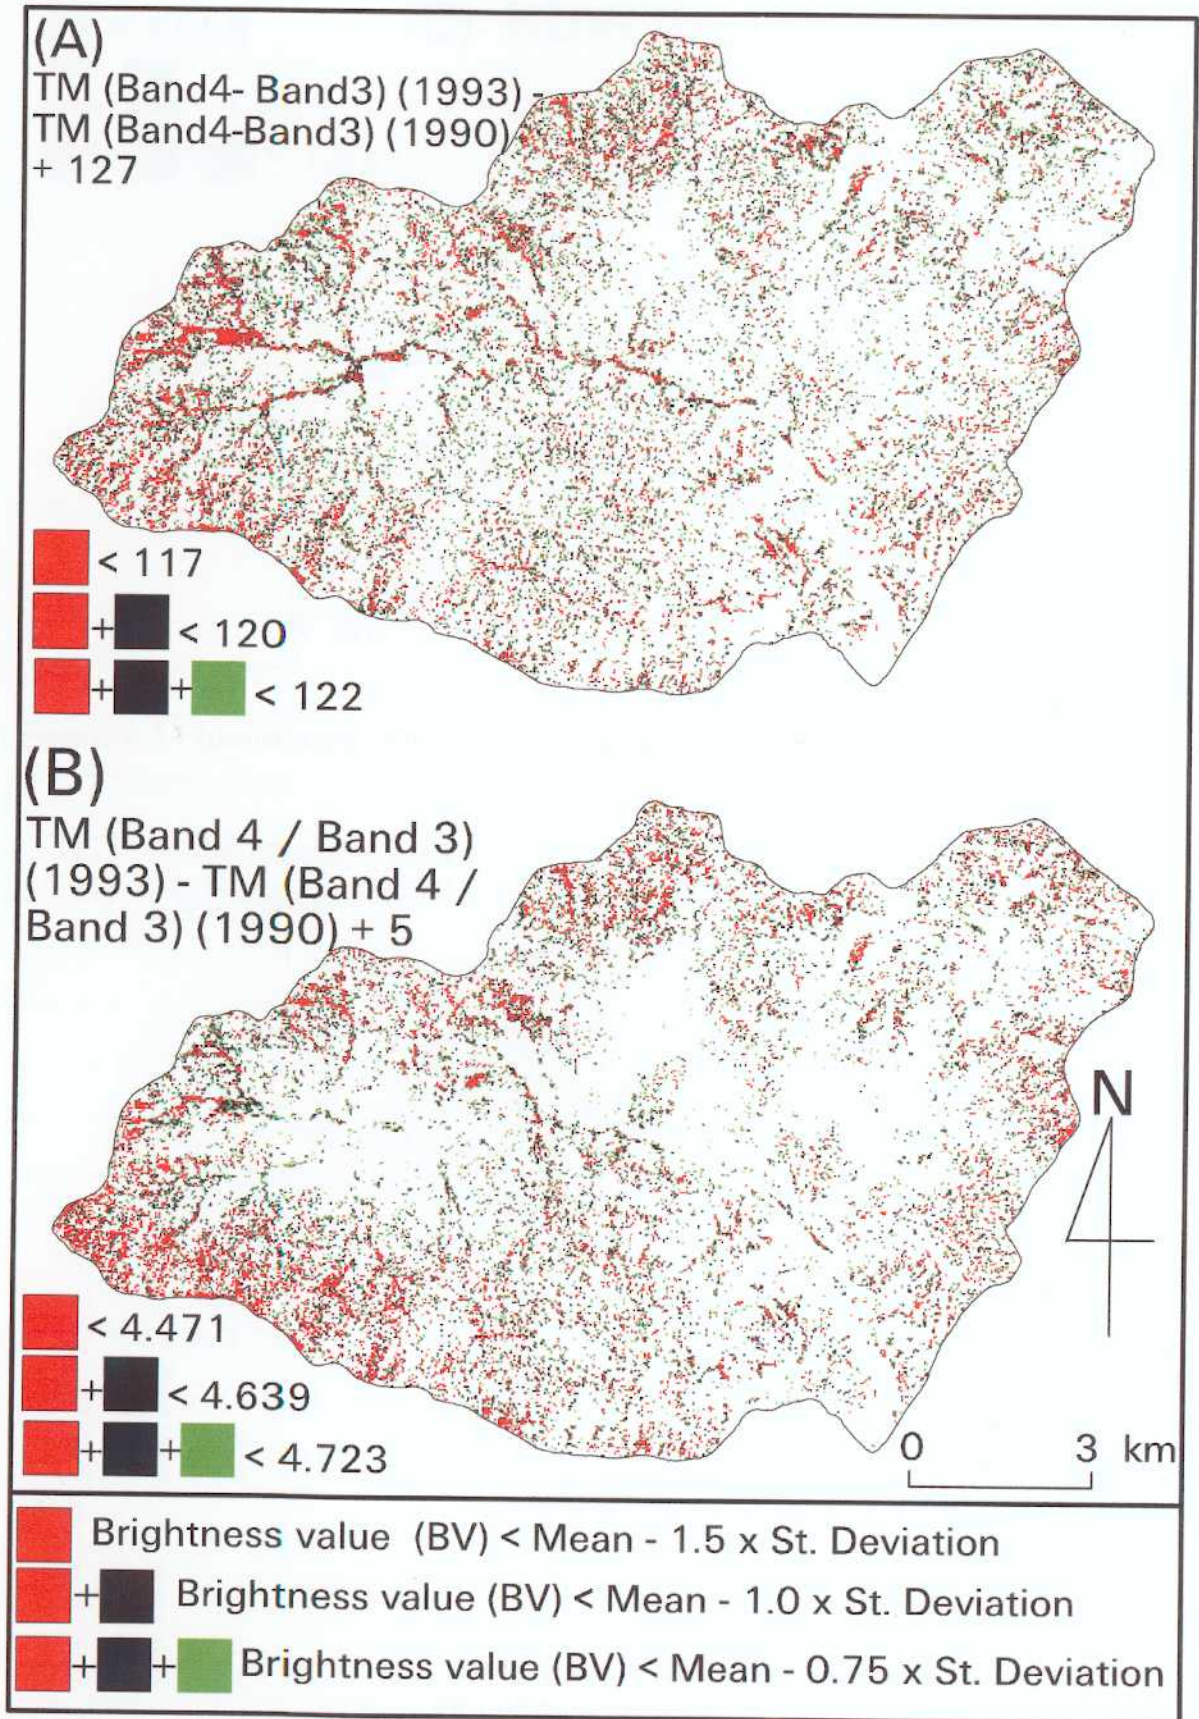 (A)
TM (Band4- Band3) (1993) -
TM (Band4-Band3) (1990)
+ 127
< 117
+ < 120
+ + < 122
(B)
TM (Band 4 / Band 3)
(1993) - TM (Band 4 /
Band 3) (1990) + 5
N
< 4.471
+ < 4.639
+ + < 4.723
0 3 km
Brightness value (BV) < Mean - 1.5 x St. Deviation
+ Brightness value (BV) < Mean - 1.0 x St. Deviation
+ + Brightness value (BV) < Mean - 0.75 x St. Deviation